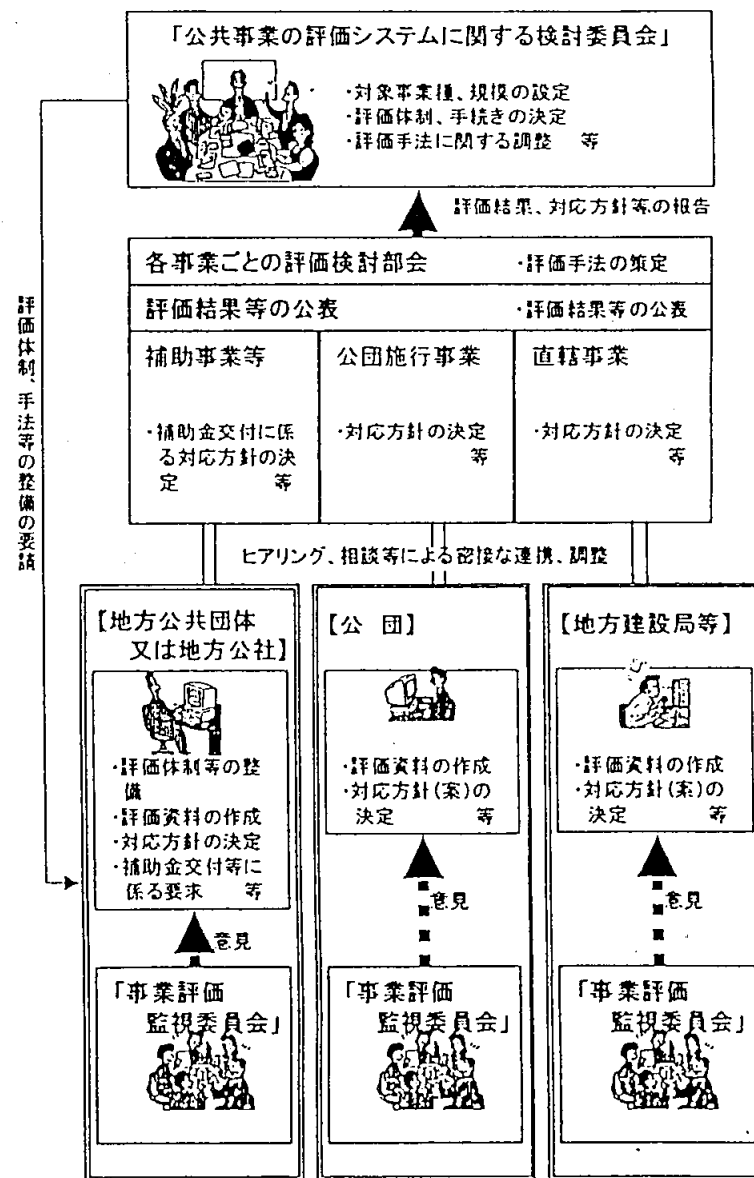 「公共事業の評価システムに関する検討委員会」
・対象事業種、規模の設定
・評価体制、手続きの決定
・評価手法に関する調整 等
評価結果、対応方針等の報告
各事業ごとの評価検討部会 ・評価手法の策定
評価結果等の公表 ・評価結果等の公表
補助事業等
・補助金交付に係
る対応方針の決
定 等
公団施行事業
・対応方針の決定
等
直轄事業
・対応方針の決定
等
評価体制、手法等の整備の要請
ヒアリング、相談等による密接な連携、調整
【地方公共団体
又は地方公社】
・評価体制等の整
備
・評価資料の作成
・対応方針の決定
・補助金交付等に
係る要求 等
意見
「事業評価
監視委員会」
【公 団】
・評価資料の作成
・対応方針(案)の
決定 等
意見
「事業評価
監視委員会」
【地方建設局等】
・評価資料の作成
・対応方針(案)の
決定 等
意見
「事業評価
監視委員会」